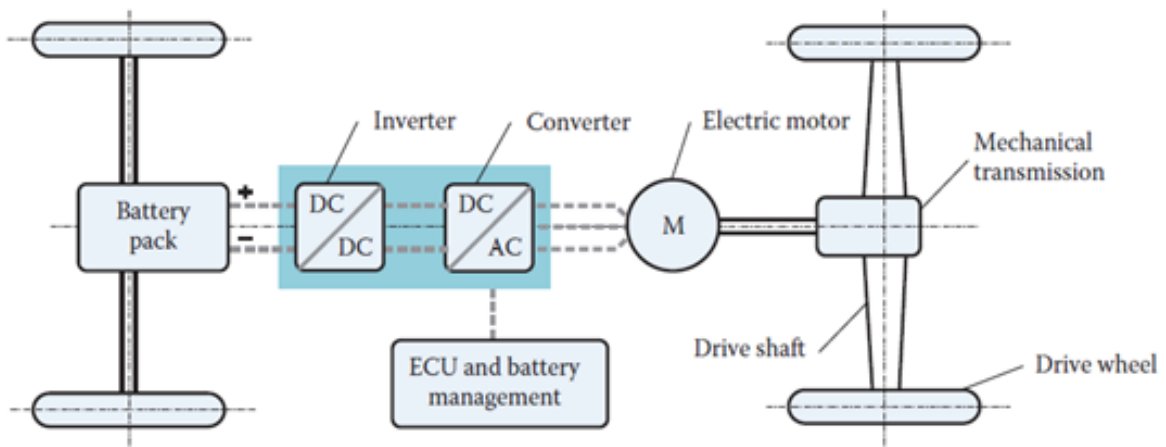 Inverter
Converter
Electric motor
Mechanical
transmission
Battery
pack
+
−
DC
DC
DC
AC
M
ECU and battery
management
Drive shaft
Drive wheel